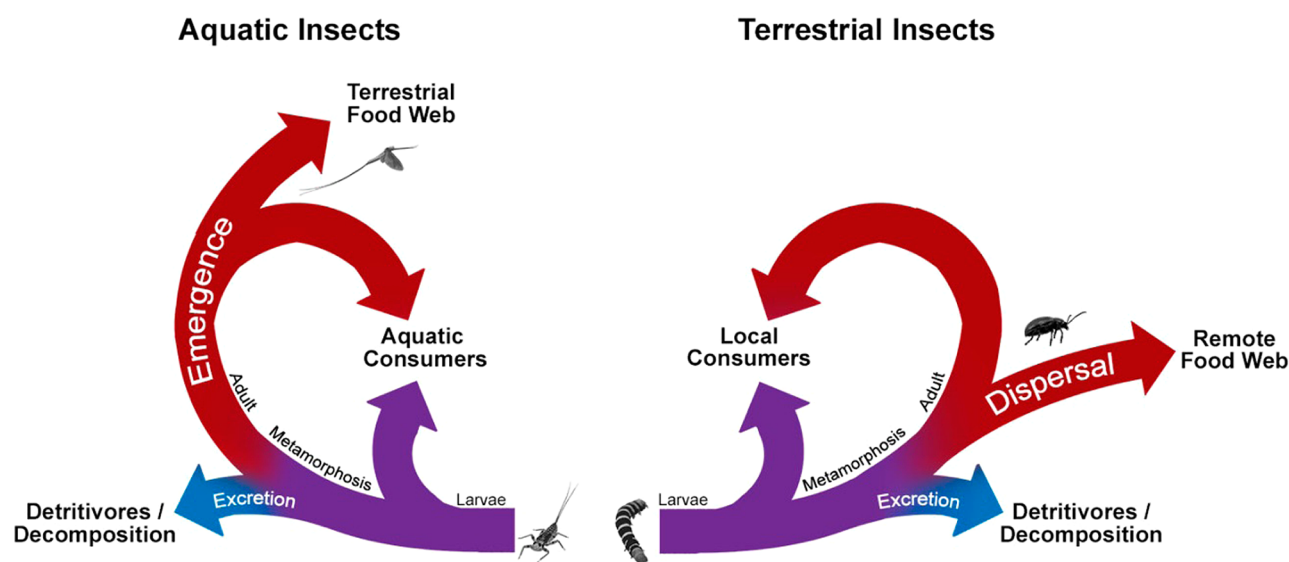 Aquatic Insects
Terrestrial
Food Web
Emergence
Aquatic
Consumers
Adult
Metamorphosis
Larvae
Excretion
Detritivores /
Decomposition
Terrestrial Insects
Local
Consumers
Remote
Food Web
Dispersal
Adult
Metamorphosis
Larvae
Excretion
Detritivores /
Decomposition